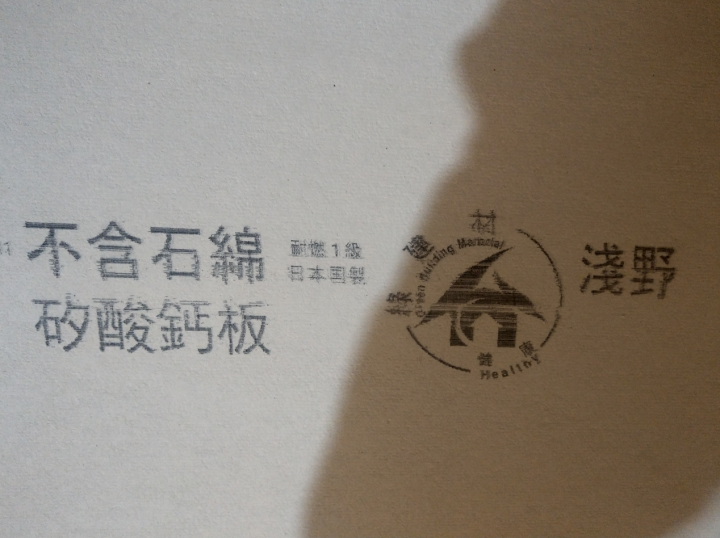 不含石綿
矽酸鈣板
耐燃1級
日本国製
綠建材
Green Building Material
健康
Healthy
淺野